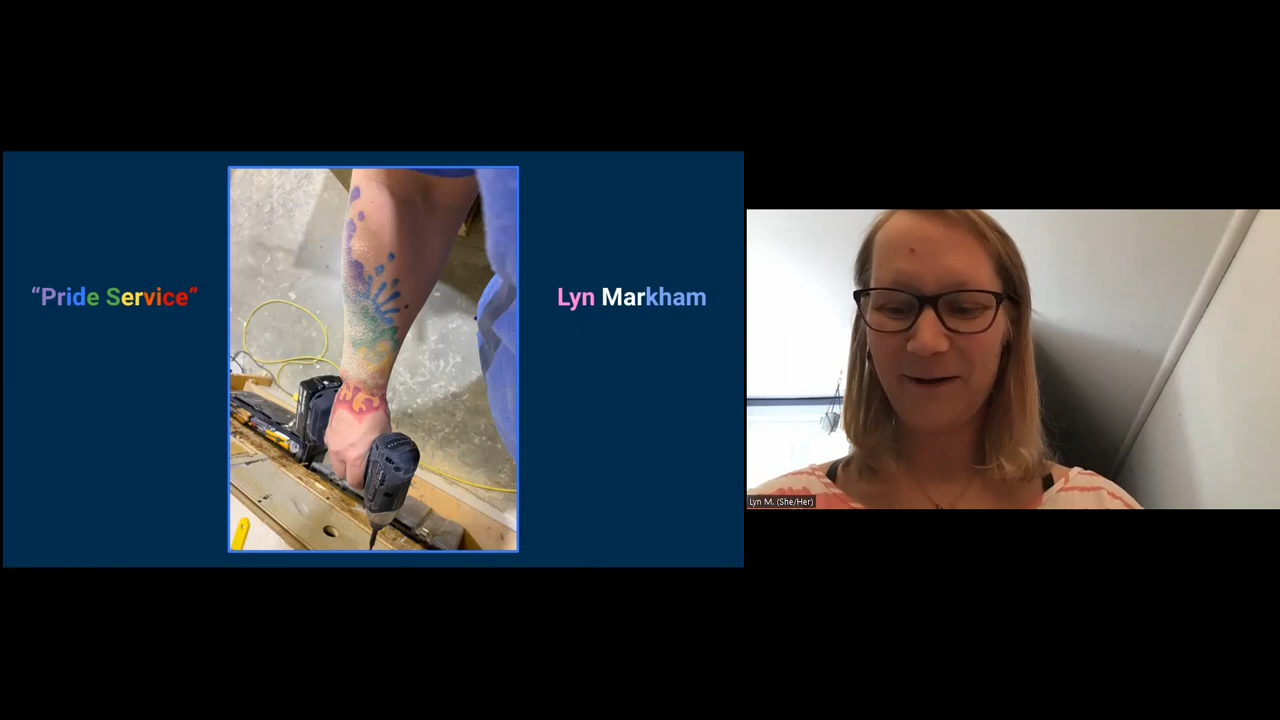 “Pride Service”
Lyn Markham
Lyn M. (She/Her)